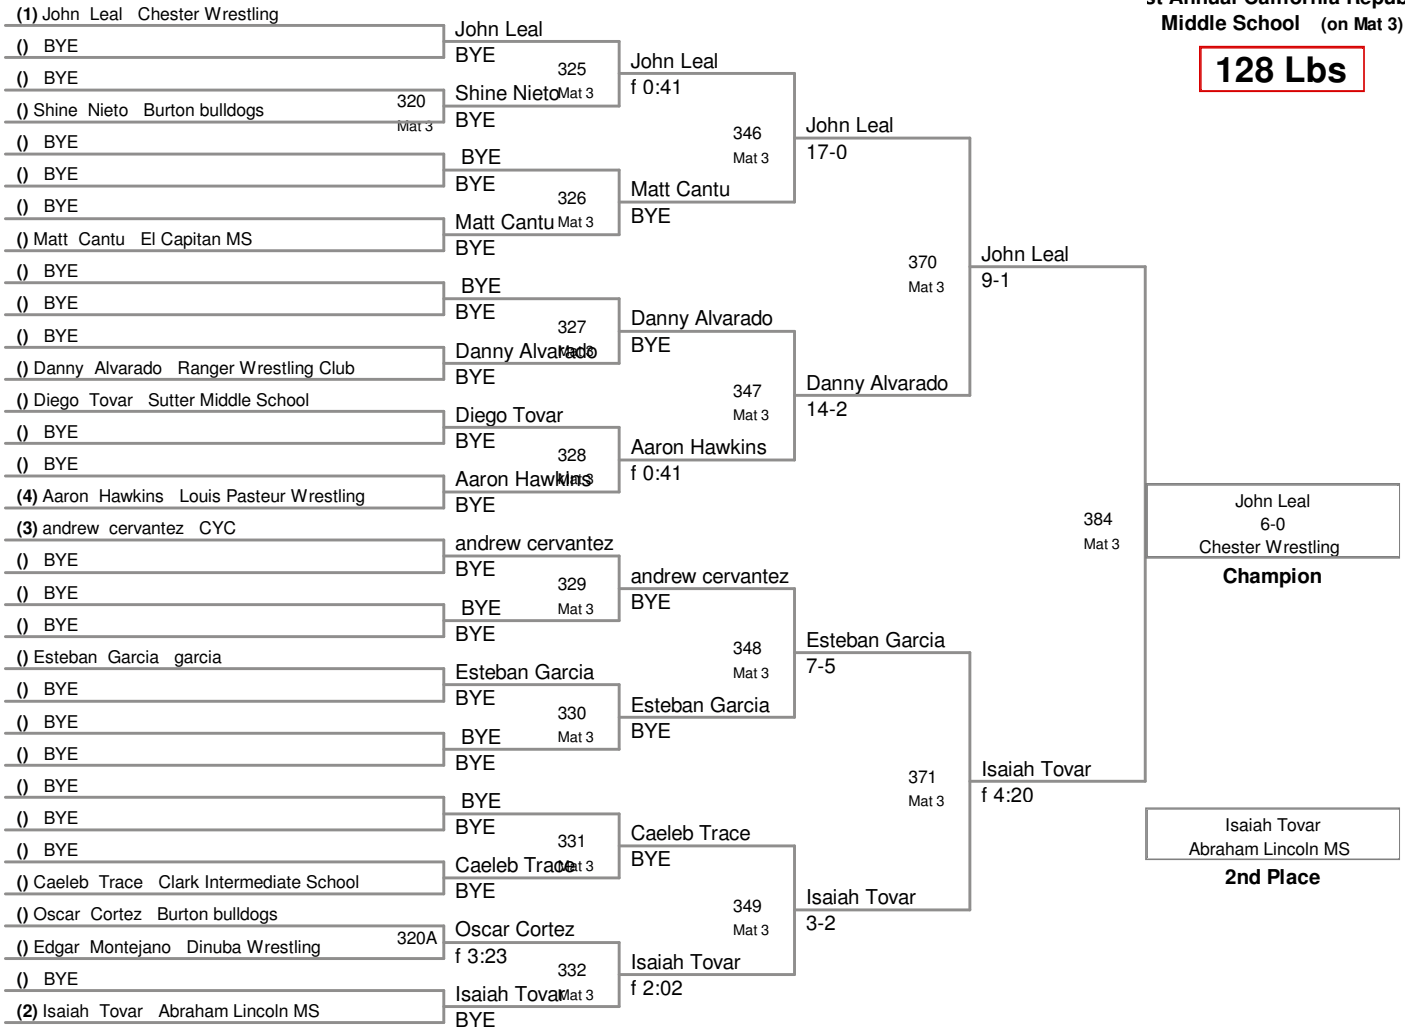 st Annual California Repub
Middle School (on Mat 3)
128 Lbs
(1) John Leal Chester Wrestling
() BYE
() BYE
() Shine Nieto Burton bulldogs
() BYE
() BYE
() BYE
() Matt Cantu El Capitan MS
() BYE
() BYE
() BYE
() Danny Alvarado Ranger Wrestling Club
() Diego Tovar Sutter Middle School
() BYE
() BYE
(4) Aaron Hawkins Louis Pasteur Wrestling
(3) andrew cervantez CYC
() BYE
() BYE
() BYE
() Esteban Garcia garcia
() BYE
() BYE
() BYE
() BYE
() BYE
() BYE
() Caeleb Trace Clark Intermediate School
() Oscar Cortez Burton bulldogs
() Edgar Montejano Dinuba Wrestling
() BYE
(2) Isaiah Tovar Abraham Lincoln MS
320
Mat 3
320A
John Leal
BYE
325
Shine Nieto Mat 3
BYE
BYE
BYE
326
Matt Cantu Mat 3
BYE
BYE
BYE
327
Danny Alvarado Mat 3
BYE
Diego Tovar
BYE
328
Aaron Hawkins Mat 3
BYE
andrew cervantez
BYE
329
BYE Mat 3
BYE
Esteban Garcia
BYE
330
BYE Mat 3
BYE
BYE
BYE
331
Caeleb Trace Mat 3
BYE
Oscar Cortez
f 3:23
332
Isaiah Tovar Mat 3
BYE
John Leal
f 0:41
346
Mat 3
Matt Cantu
BYE
Danny Alvarado
BYE
347
Mat 3
Aaron Hawkins
f 0:41
andrew cervantez
BYE
348
Mat 3
Esteban Garcia
BYE
Caeleb Trace
BYE
349
Mat 3
Isaiah Tovar
f 2:02
John Leal
17-0
370
Mat 3
Danny Alvarado
14-2
Esteban Garcia
7-5
371
Mat 3
Isaiah Tovar
3-2
John Leal
9-1
384
Mat 3
Isaiah Tovar
f 4:20
John Leal
6-0
Chester Wrestling
Champion
Isaiah Tovar
Abraham Lincoln MS
2nd Place